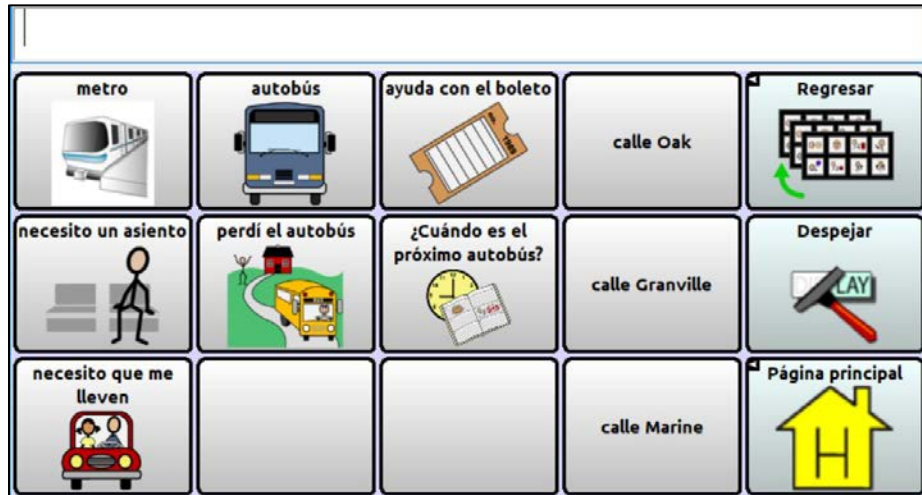 metro
autobús
ayuda con el boleto
calle Oak
Regresar
necesito un asiento
perdí el autobús
¿Cuándo es el
próximo autobús?
calle Granville
Despejar
LAY
necesito que me
lleven
calle Marine
Página principal
H